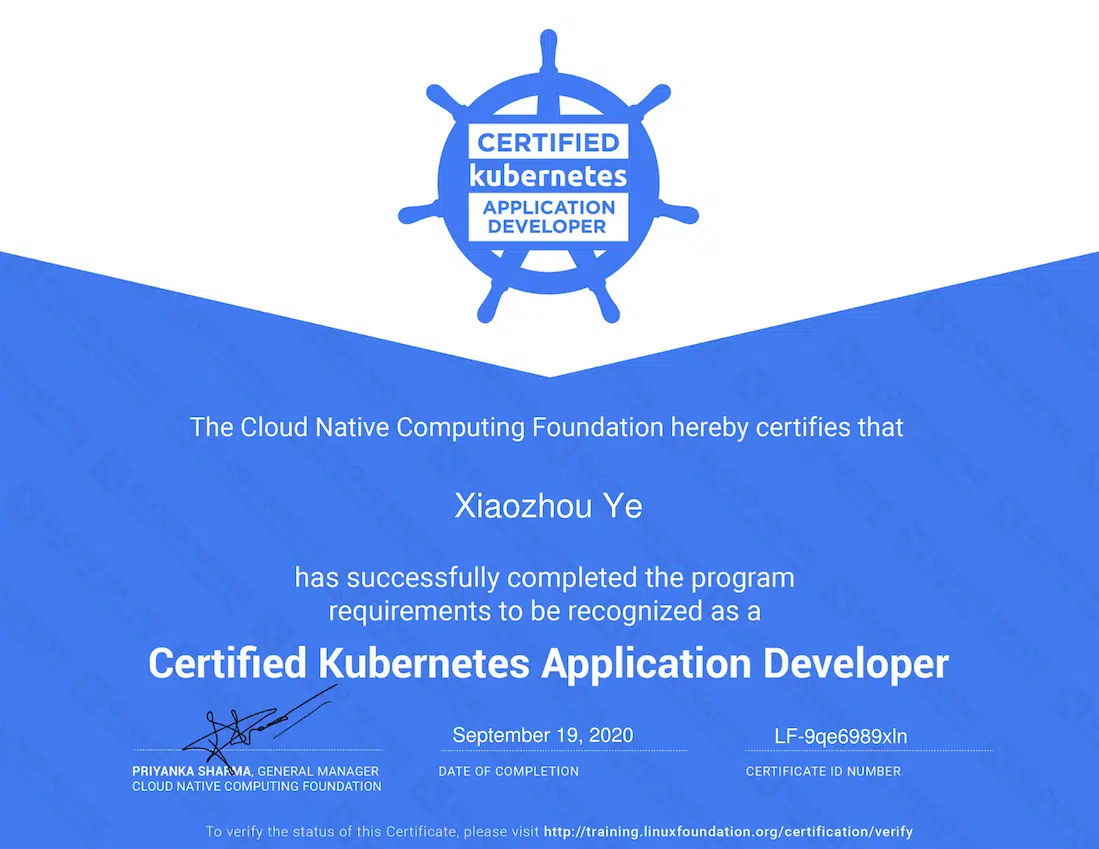 CERTIFIED
kubernetes
APPLICATION
DEVELOPER
The Cloud Native Computing Foundation hereby certifies that
Xiaozhou Ye
has successfully completed the program
requirements to be recognized as a
Certified Kubernetes Application Developer
September 19, 2020
LF-9qe6989xln
PRIYANKA SHARMA, GENERAL MANAGER
CLOUD NATIVE COMPUTING FOUNDATION
DATE OF COMPLETION
CERTIFICATE ID NUMBER
To verify the status of this Certificate, please visit http://training.linuxfoundation.org/certification/verify